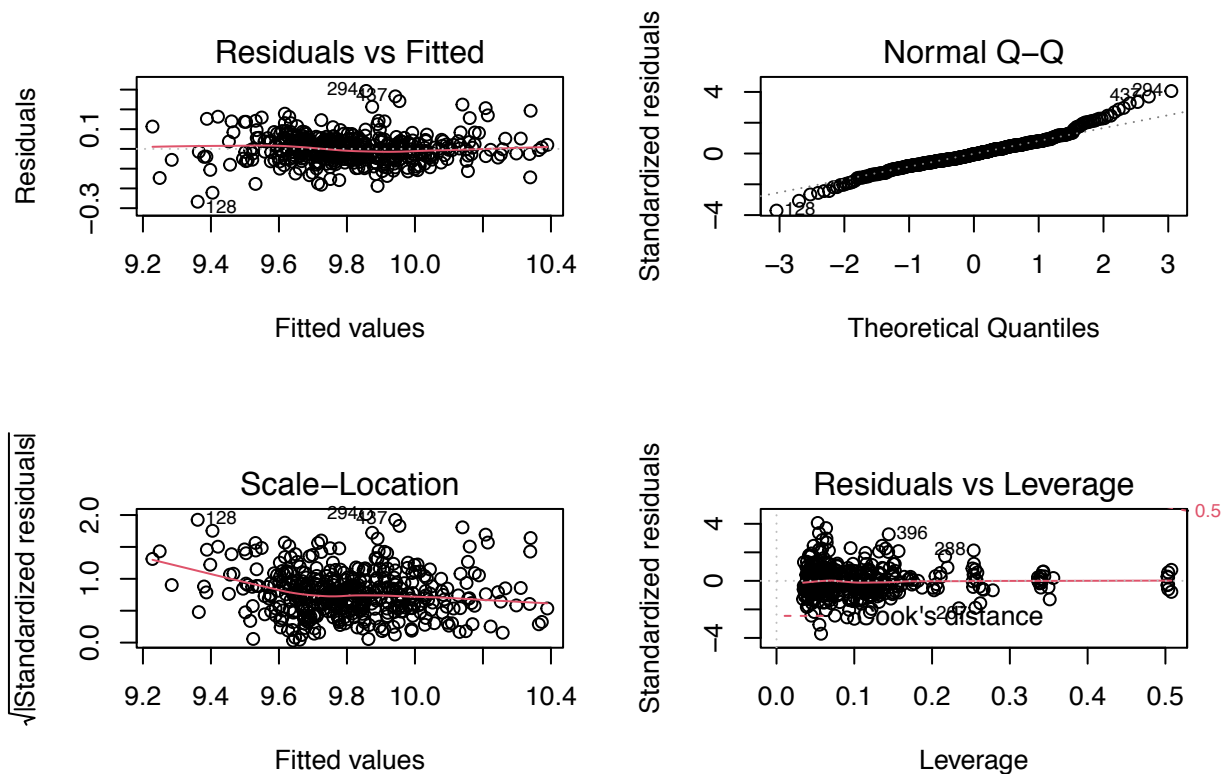 Residuals vs Fitted
Residuals
0.1
−0.3
294
437
128
9.2 9.4 9.6 9.8 10.0 10.4
Fitted values
Normal Q−Q
Standardized residuals
4
0
−4
437
294
128
−3 −2 −1 0 1 2 3
Theoretical Quantiles
Scale−Location
√|Standardized residuals|
2.0
1.0
0.0
128
294
437
9.2 9.4 9.6 9.8 10.0 10.4
Fitted values
Residuals vs Leverage
Standardized residuals
4
0
−4
396
288
Cook's distance
0.5
0.0 0.1 0.2 0.3 0.4 0.5
Leverage